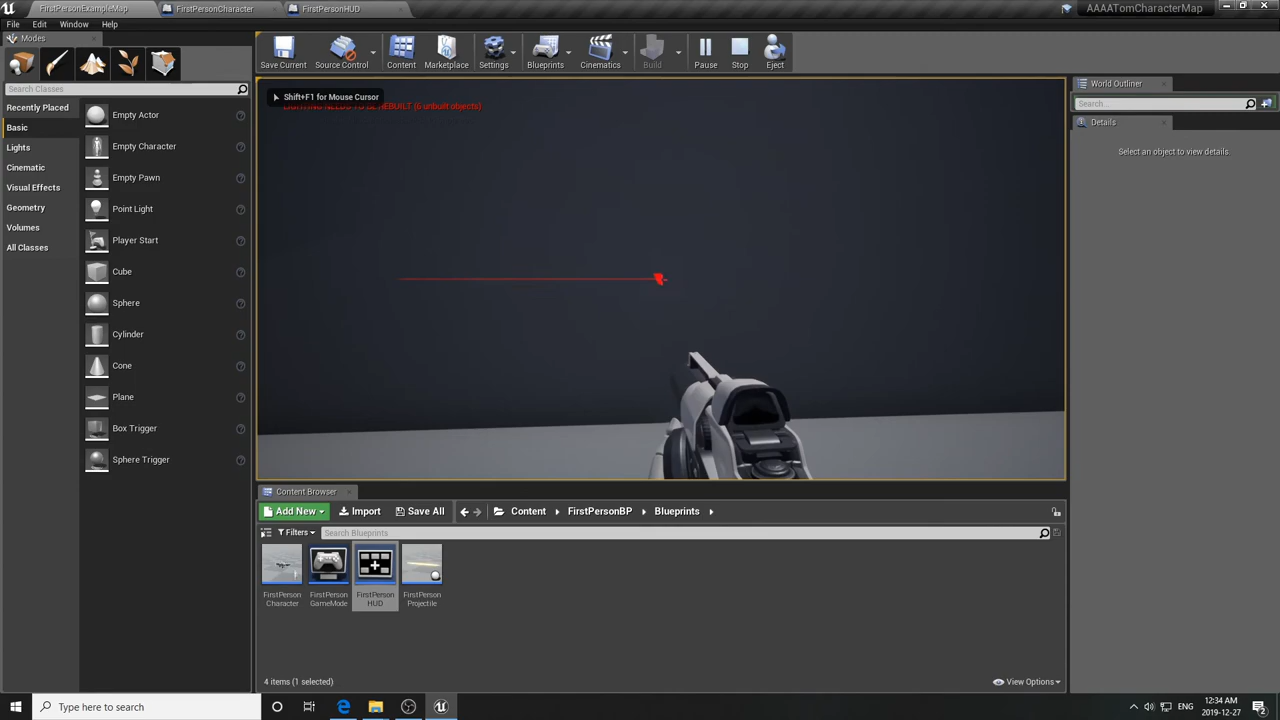 FirstPersonExampleMap
FirstPersonCharacter
FirstPersonHUD
AAAATomCharacterMap
File Edit Window Help
Modes
Search Classes
Recently Placed
Basic
Lights
Cinematic
Visual Effects
Geometry
Volumes
All Classes
Empty Actor
Empty Character
Empty Pawn
Point Light
Player Start
Cube
Sphere
Cylinder
Cone
Plane
Box Trigger
Sphere Trigger
Save Current
Source Control
Content
Marketplace
Settings
Blueprints
Cinematics
Build
Pause
Stop
Eject
Shift+F1 for Mouse Cursor
LIGHTING NEEDS TO BE REBUILT (6 unbuilt objects)
World Outliner
Search...
Details
Select an object to view details.
Content Browser
Add New
Import
Save All
Content
FirstPersonBP
Blueprints
Filters
Search Blueprints
FirstPerson
Character
FirstPerson
GameMode
FirstPerson
HUD
FirstPerson
Projectile
4 items (1 selected)
View Options
Type here to search
ENG
12:34 AM
2019-12-27
2